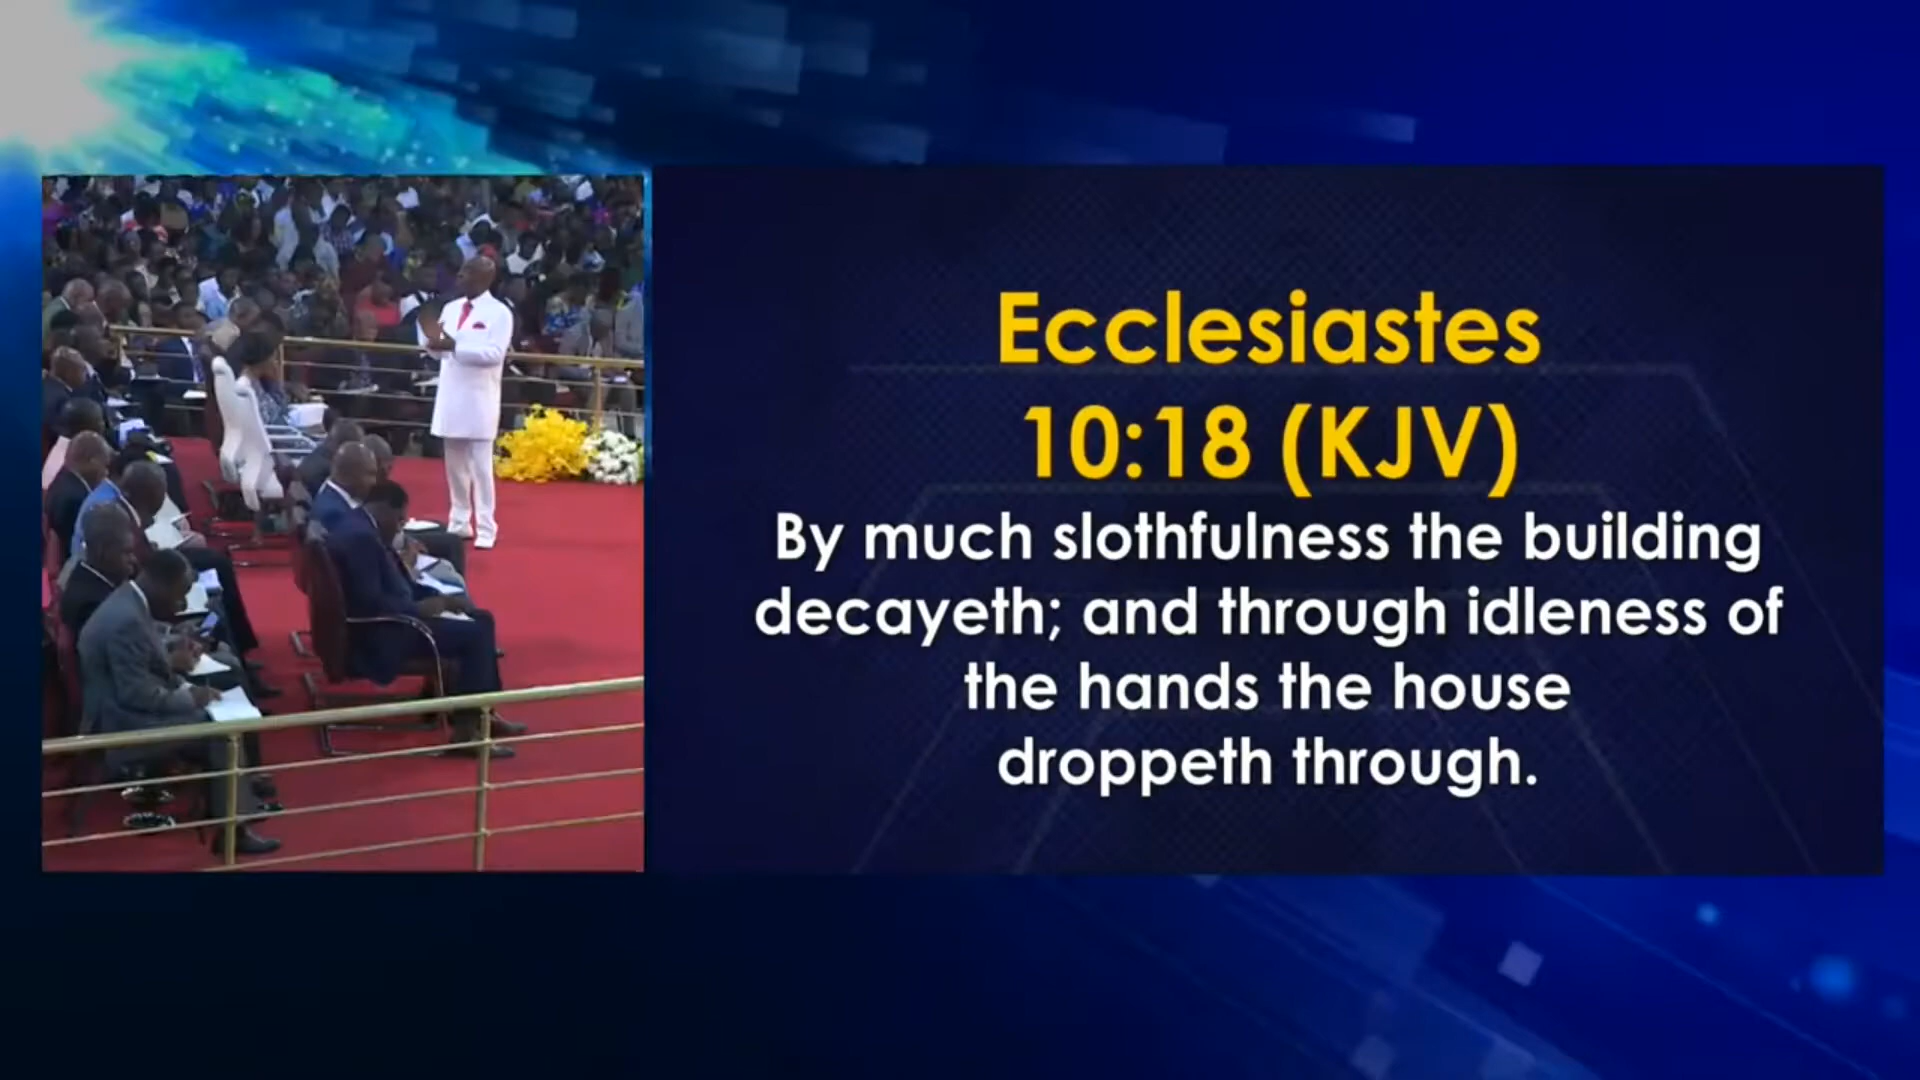 Ecclesiastes
10:18 (KJV)
By much slothfulness the building
decayeth; and through idleness of
the hands the house
droppeth through.